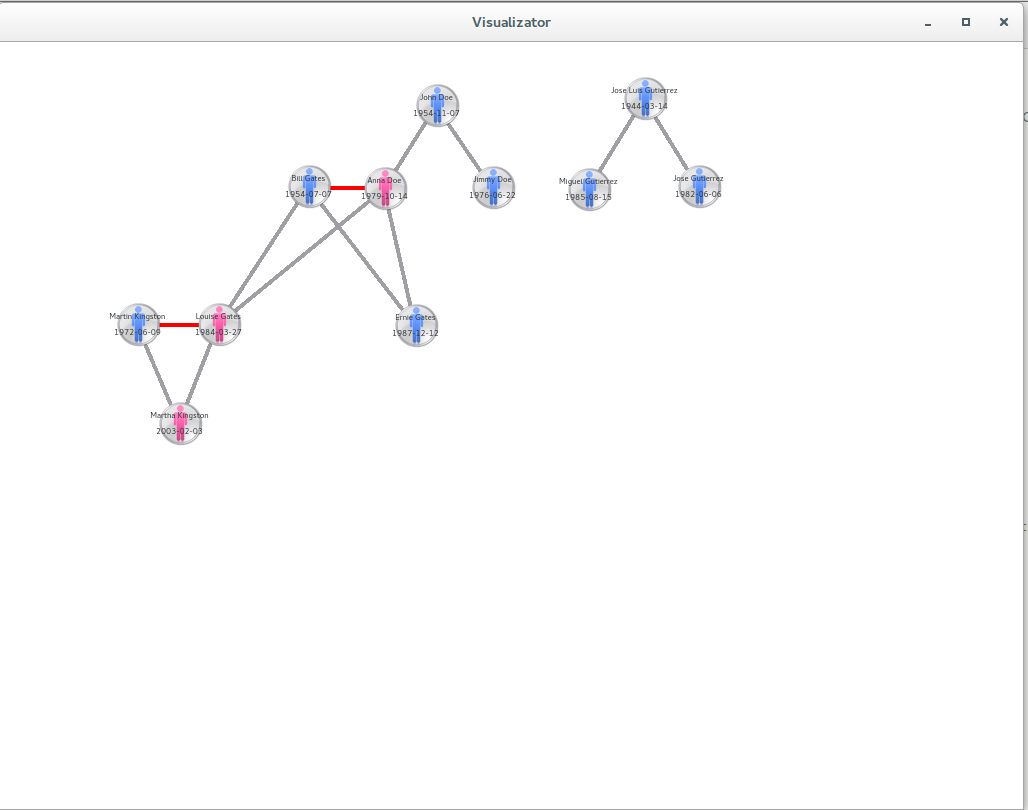 Visualizator
John Doe
1954-11-07
Jose Luis Gutierrez
1944-03-14
Bill Gates
1954-07-07
Anna Doe
1979-10-14
Jimmy Doe
1976-06-22
Miguel Gutierrez
1985-08-15
Jose Gutierrez
1982-06-06
Martin Kingston
1972-06-09
Louise Gates
1984-03-27
Ernie Gates
1987-12-12
Martha Kingston
2003-02-03